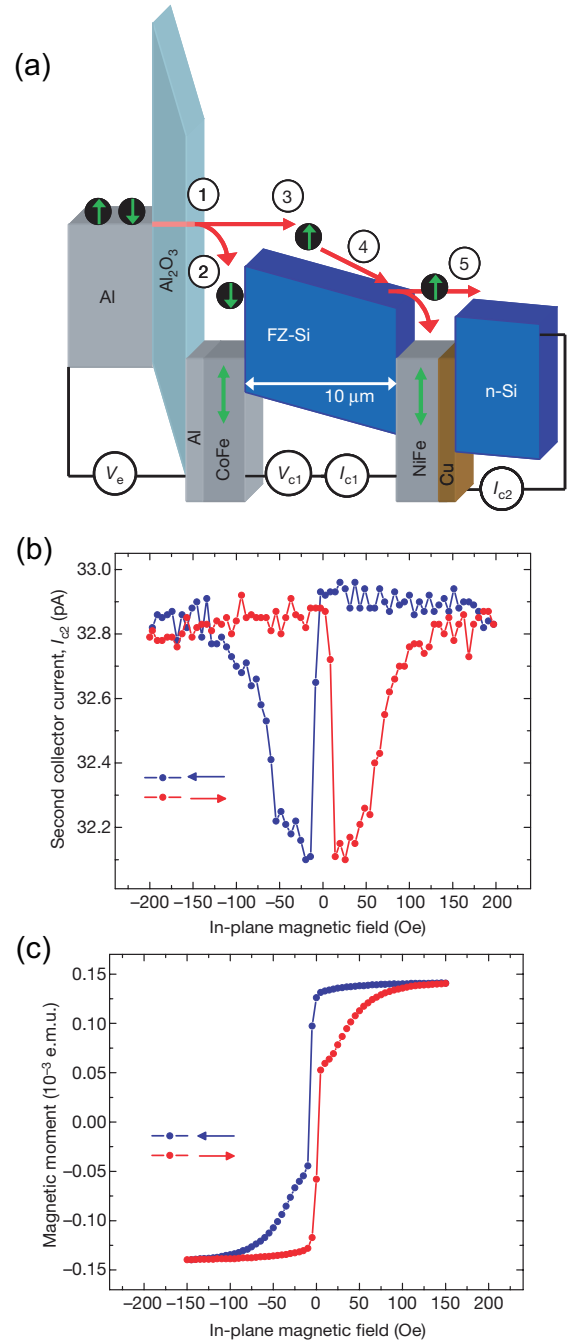 (a)
1
3
4
5
2
Al
Al₂O₃
FZ-Si
10 μm
n-Si
Al
CoFe
NiFe
Cu
Vₑ
V_c1
I_c1
I_c2
(b)
33.0
32.8
32.6
32.4
32.2
Second collector current, I_c2 (pA)
−200 −150 −100 −50 0 50 100 150 200
In-plane magnetic field (Oe)
(c)
0.15
0.10
0.05
0.00
−0.05
−0.10
−0.15
Magnetic moment (10⁻³ e.m.u.)
−200 −150 −100 −50 0 50 100 150 200
In-plane magnetic field (Oe)